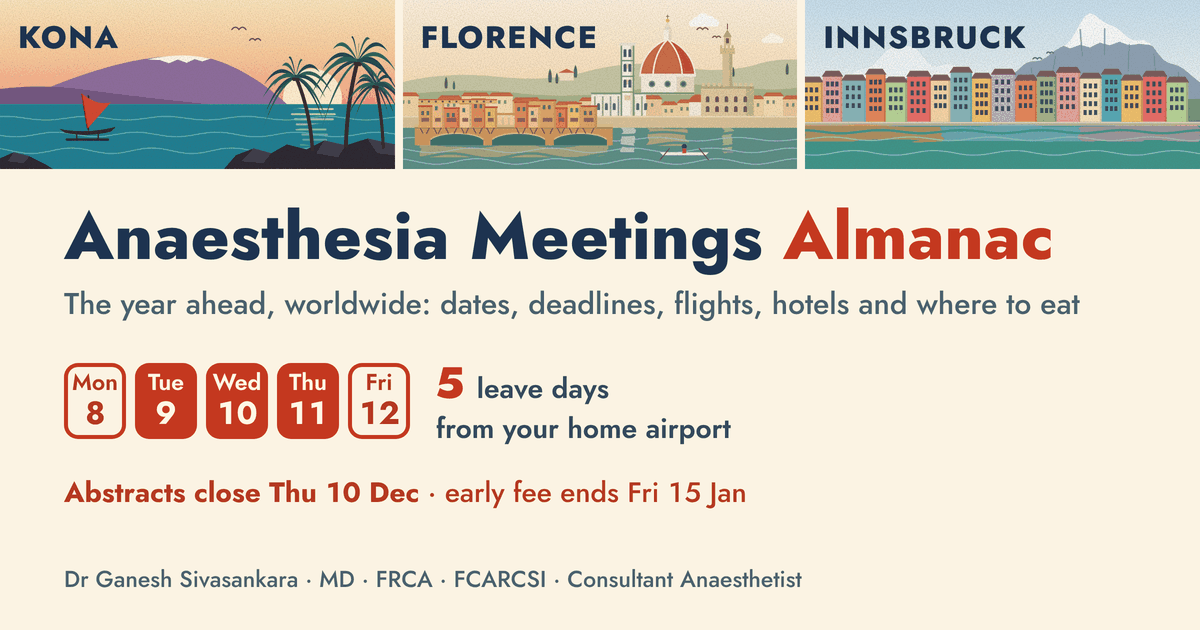 KONA
FLORENCE
INNSBRUCK
Anaesthesia Meetings Almanac
The year ahead, worldwide: dates, deadlines, flights, hotels and where to eat
Mon Tue Wed Thu Fri
8 9 10 11 12
5 leave days
from your home airport
Abstracts close Thu 10 Dec · early fee ends Fri 15 Jan
Dr Ganesh Sivasankara · MD · FRCA · FCARCSI · Consultant Anaesthetist